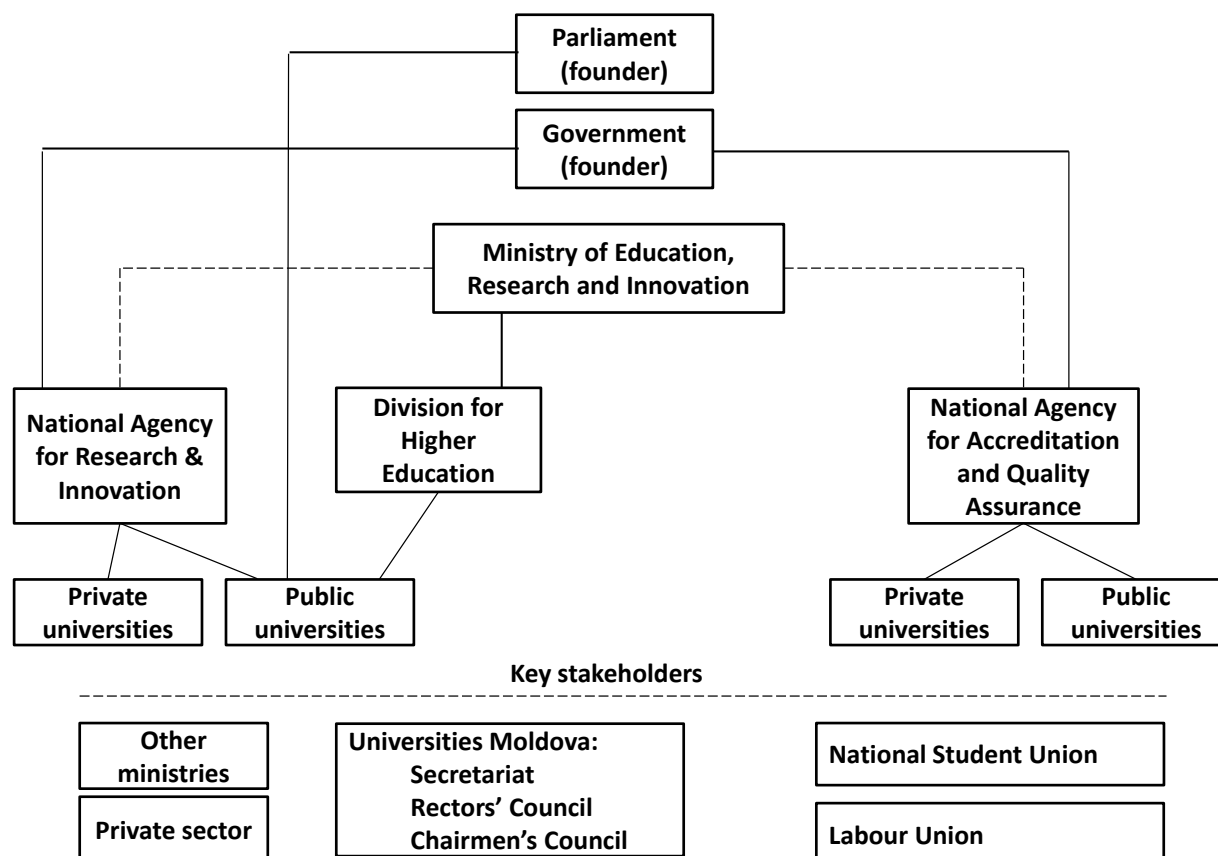 Parliament
(founder)
Government
(founder)
Ministry of Education,
Research and Innovation
National Agency
for Research &
Innovation
Division for
Higher
Education
National Agency
for Accreditation
and Quality
Assurance
Private
universities
Public
universities
Private
universities
Public
universities
Key stakeholders
Other
ministries
Private sector
Universities Moldova:
Secretariat
Rectors’ Council
Chairmen’s Council
National Student Union
Labour Union